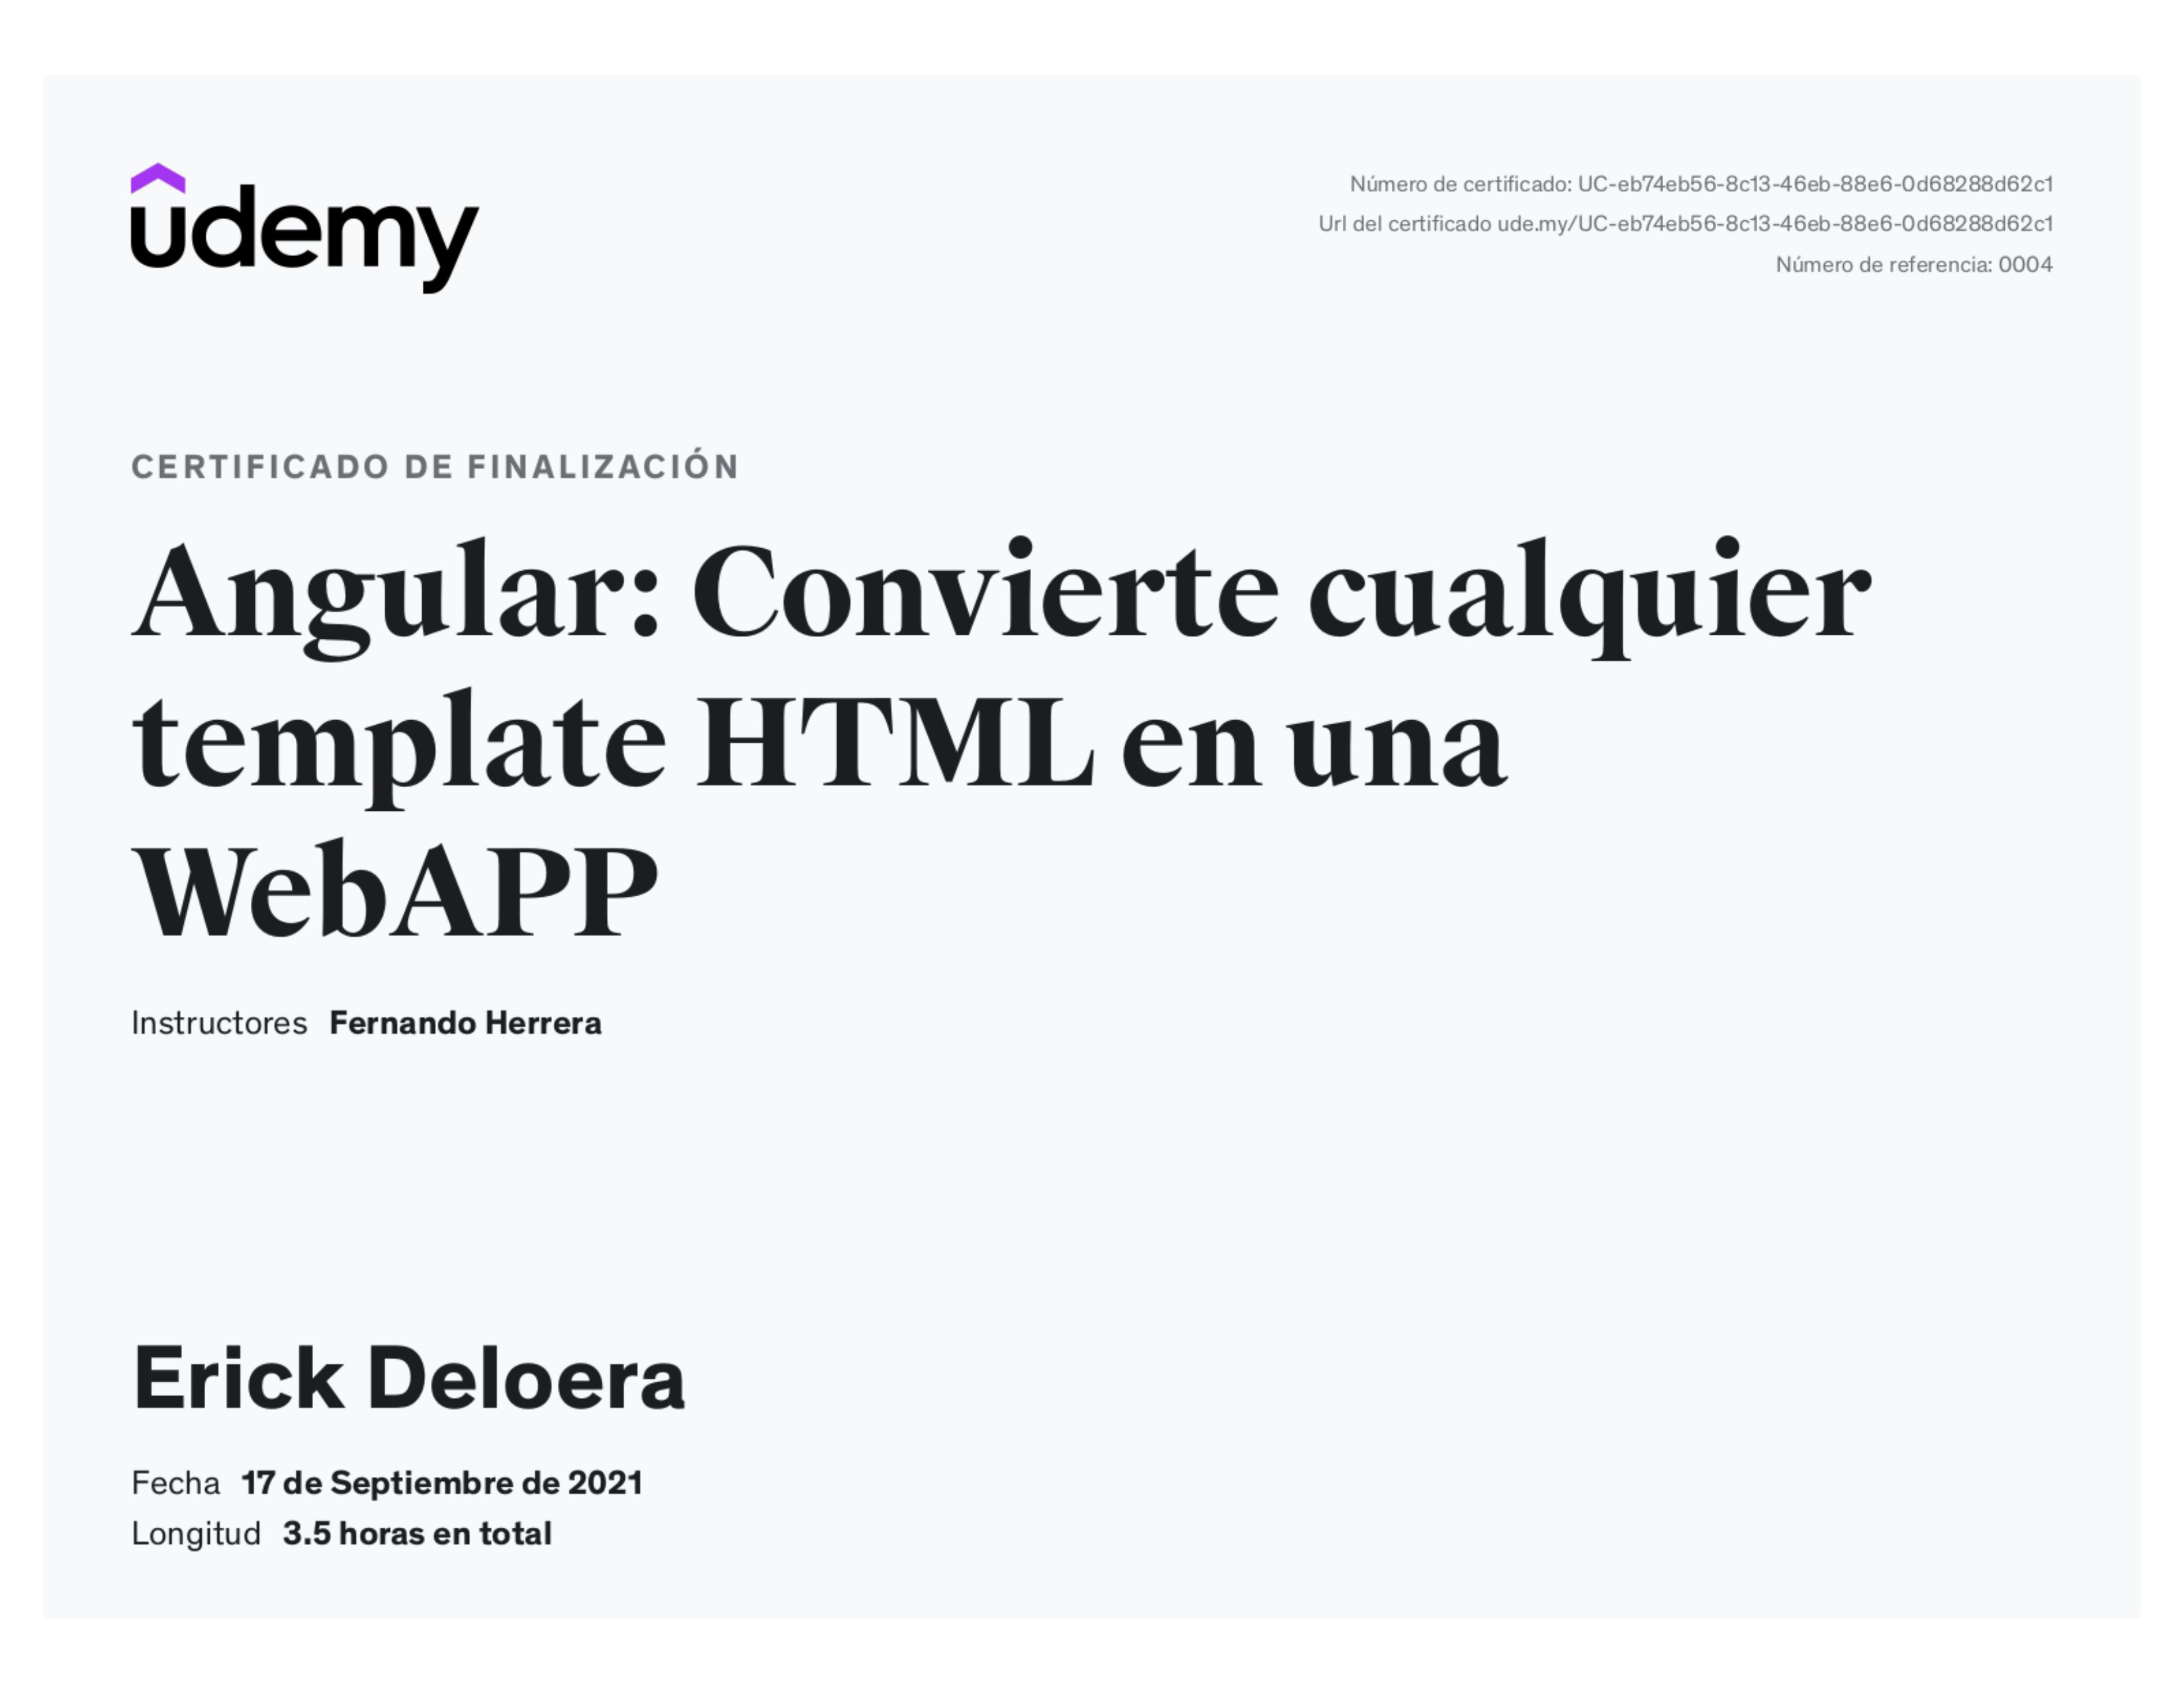 udemy
Número de certificado: UC-eb74eb56-8c13-46eb-88e6-0d68288d62c1
Url del certificado ude.my/UC-eb74eb56-8c13-46eb-88e6-0d68288d62c1
Número de referencia: 0004
CERTIFICADO DE FINALIZACIÓN
Angular: Convierte cualquier
template HTML en una
WebAPP
Instructores Fernando Herrera
Erick Deloera
Fecha 17 de Septiembre de 2021
Longitud 3.5 horas en total